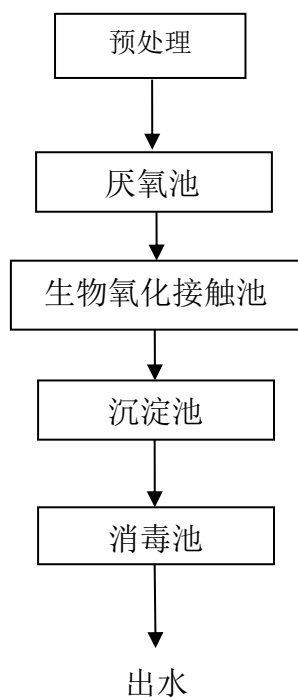 预处理
厌氧池
生物氧化接触池
沉淀池
消毒池
出水